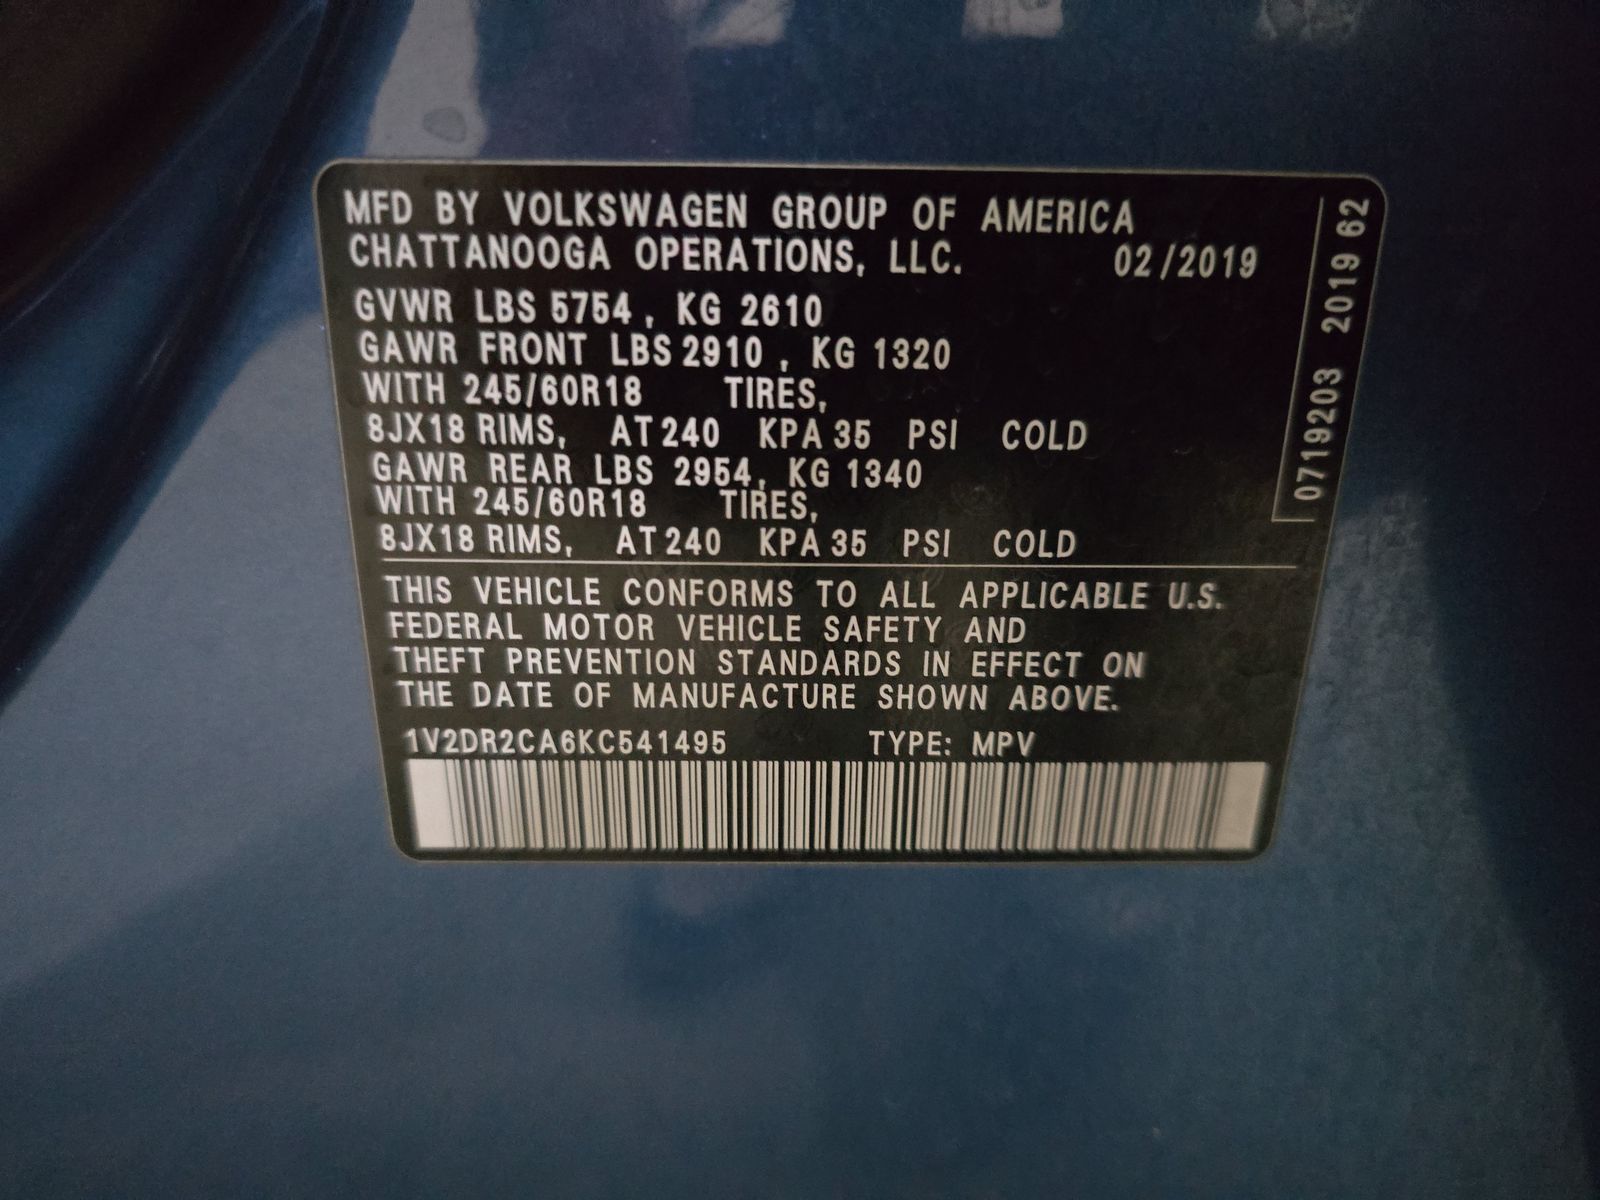 MFD BY VOLKSWAGEN GROUP OF AMERICA
CHATTANOOGA OPERATIONS, LLC. 02/2019
GVWR LBS 5754, KG 2610
GAWR FRONT LBS 2910, KG 1320
WITH 245/60R18 TIRES,
8JX18 RIMS, AT 240 KPA 35 PSI COLD
GAWR REAR LBS 2954, KG 1340
WITH 245/60R18 TIRES,
8JX18 RIMS, AT 240 KPA 35 PSI COLD
THIS VEHICLE CONFORMS TO ALL APPLICABLE U.S.
FEDERAL MOTOR VEHICLE SAFETY AND
THEFT PREVENTION STANDARDS IN EFFECT ON
THE DATE OF MANUFACTURE SHOWN ABOVE.
1V2DR2CA6KC541495 TYPE: MPV
0719203 2019 62